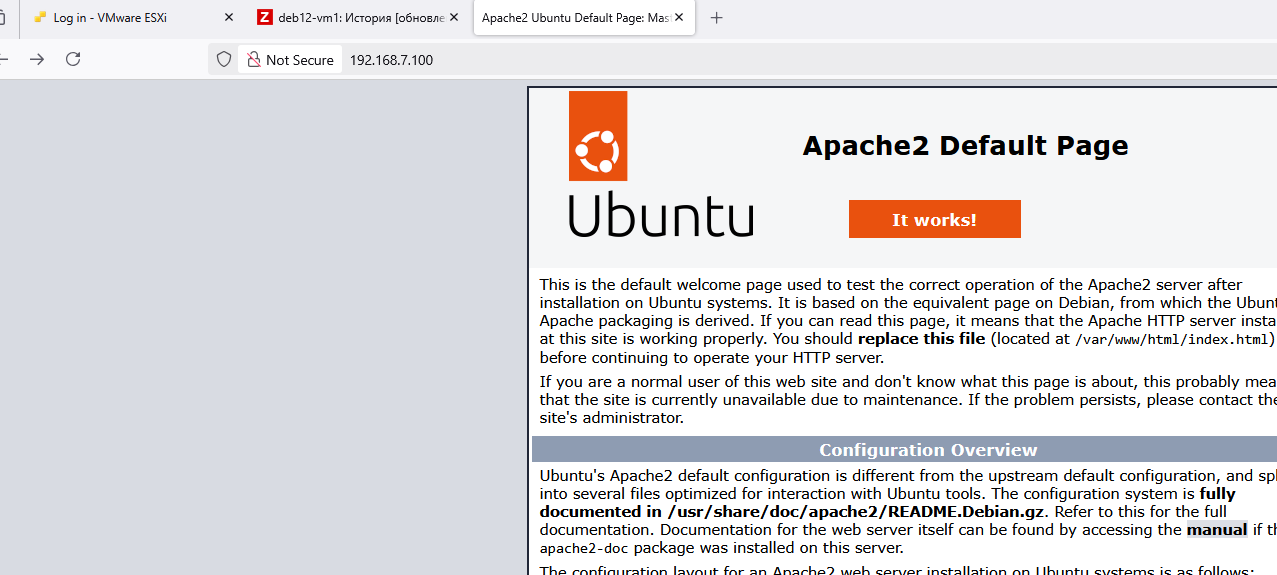 Log in - VMware ESXi
deb12-vm1: История [обновле
Apache2 Ubuntu Default Page: Mas
Not Secure
192.168.7.100
Ubuntu
Apache2 Default Page
It works!
This is the default welcome page used to test the correct operation of the Apache2 server after
installation on Ubuntu systems. It is based on the equivalent page on Debian, from which the Ubunt
Apache packaging is derived. If you can read this page, it means that the Apache HTTP server insta
at this site is working properly. You should replace this file (located at /var/www/html/index.html)
before continuing to operate your HTTP server.
If you are a normal user of this web site and don't know what this page is about, this probably mea
that the site is currently unavailable due to maintenance. If the problem persists, please contact the
site's administrator.
Configuration Overview
Ubuntu's Apache2 default configuration is different from the upstream default configuration, and spl
into several files optimized for interaction with Ubuntu tools. The configuration system is fully
documented in /usr/share/doc/apache2/README.Debian.gz. Refer to this for the full
documentation. Documentation for the web server itself can be found by accessing the manual if th
apache2-doc package was installed on this server.
The configuration layout for an Apache2 web server installation on Ubuntu systems is as follows: